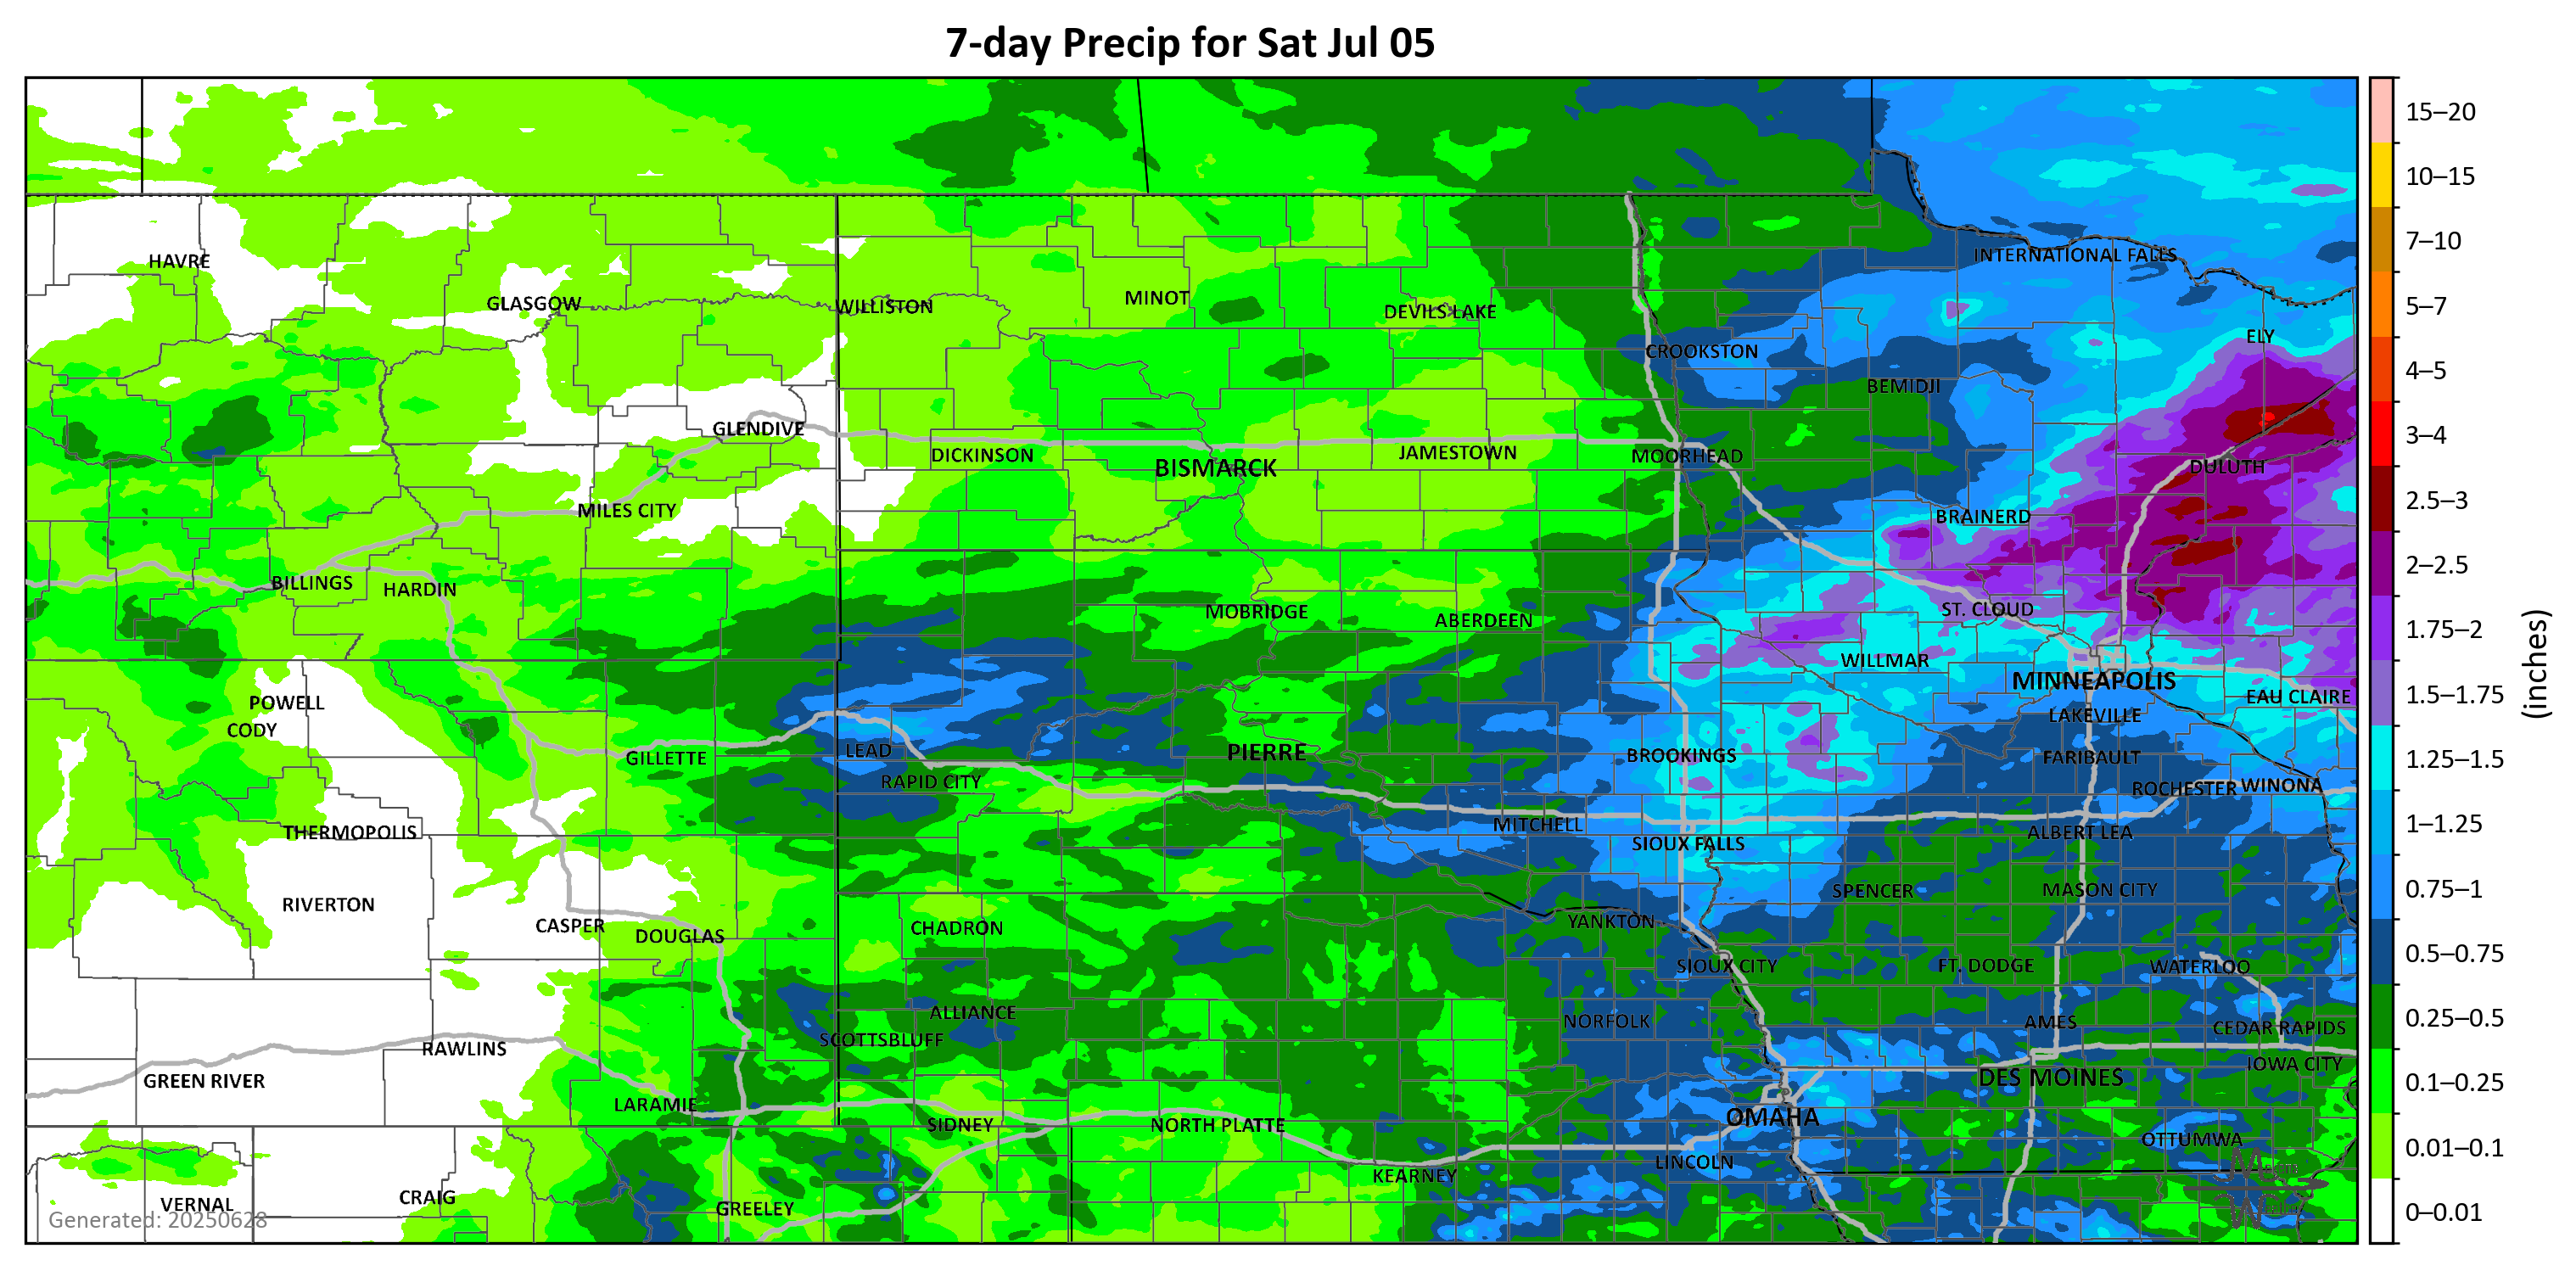 7-day Precip for Sat Jul 05
15–20
10–15
7–10
5–7
4–5
3–4
2.5–3
2–2.5
1.75–2
1.5–1.75
1.25–1.5
1–1.25
0.75–1
0.5–0.75
0.25–0.5
0.1–0.25
0.01–0.1
0–0.01
(inches)
HAVRE
INTERNATIONAL FALLS
GLASGOW
WILLISTON
MINOT
DEVILS LAKE
ELY
CROOKSTON
BEMIDJI
GLENDIVE
DICKINSON
BISMARCK
JAMESTOWN
MOORHEAD
DULUTH
MILES CITY
BRAINERD
BILLINGS
HARDIN
MOBRIDGE
ABERDEEN
ST. CLOUD
WILLMAR
MINNEAPOLIS
EAU CLAIRE
POWELL
CODY
LAKEVILLE
GILLETTE
LEAD
PIERRE
BROOKINGS
FARIBAULT
RAPID CITY
ROCHESTER
WINONA
THERMOPOLIS
MITCHELL
SIOUX FALLS
ALBERT LEA
RIVERTON
SPENCER
MASON CITY
CASPER
DOUGLAS
CHADRON
YANKTON
SIOUX CITY
FT. DODGE
WATERLOO
ALLIANCE
SCOTTSBLUFF
NORFOLK
AMES
CEDAR RAPIDS
RAWLINS
IOWA CITY
GREEN RIVER
DES MOINES
LARAMIE
SIDNEY
NORTH PLATTE
OMAHA
OTTUMWA
KEARNEY
LINCOLN
VERNAL
CRAIG
GREELEY
Generated: 20250628